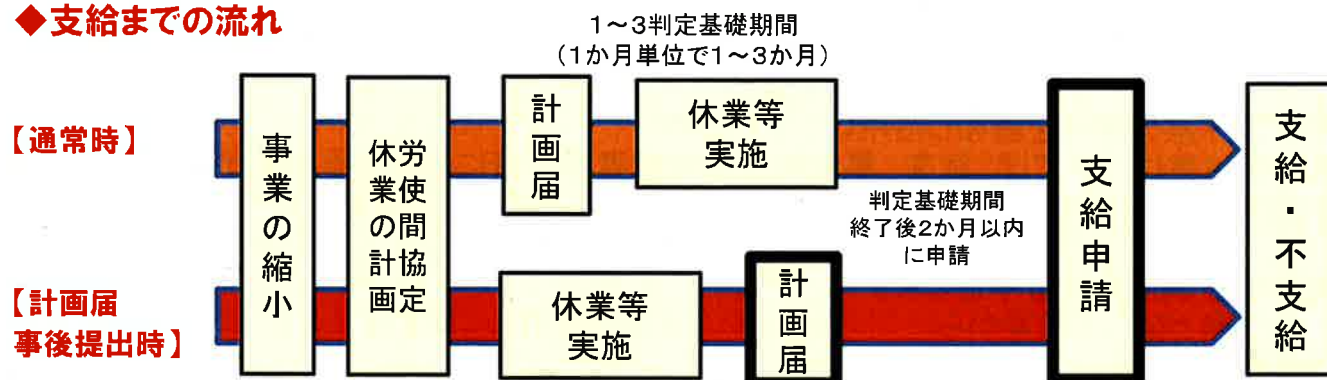 ◆支給までの流れ
1～3判定基礎期間
（1か月単位で1～3か月）
【通常時】
事業の縮小
労使間協定
休業の計画
計画届
休業等
実施
判定基礎期間
終了後2か月以内
に申請
支給申請
支給・不支給
【計画届
事後提出時】
休業等
実施
計画届